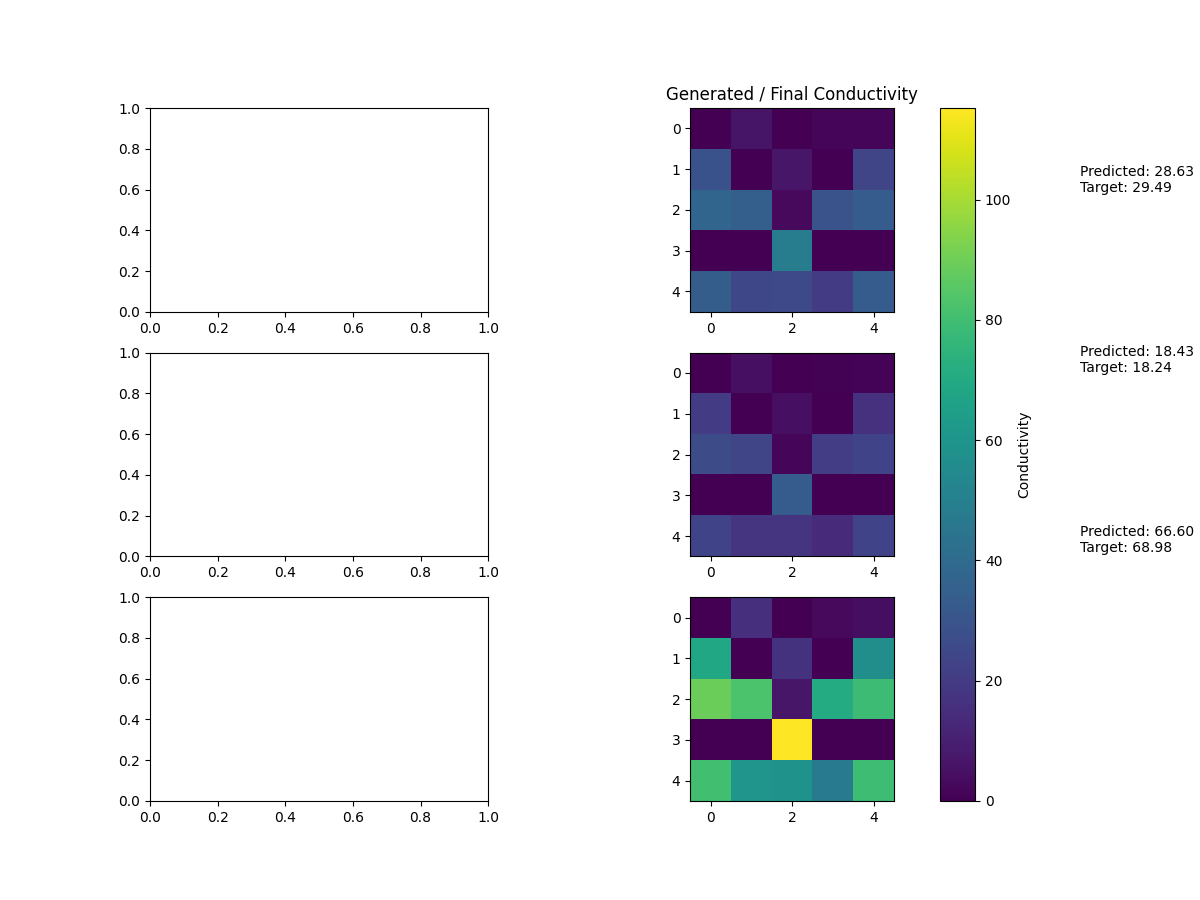 Generated / Final Conductivity
1.0
0.8
0.6
0.4
0.2
0.0
0.0 0.2 0.4 0.6 0.8 1.0
0
1
2
3
4
0 2 4
Predicted: 28.63
Target: 29.49
1.0
0.8
0.6
0.4
0.2
0.0
0.0 0.2 0.4 0.6 0.8 1.0
0
1
2
3
4
0 2 4
Predicted: 18.43
Target: 18.24
1.0
0.8
0.6
0.4
0.2
0.0
0.0 0.2 0.4 0.6 0.8 1.0
0
1
2
3
4
0 2 4
Predicted: 66.60
Target: 68.98
100
80
60
40
20
0
Conductivity